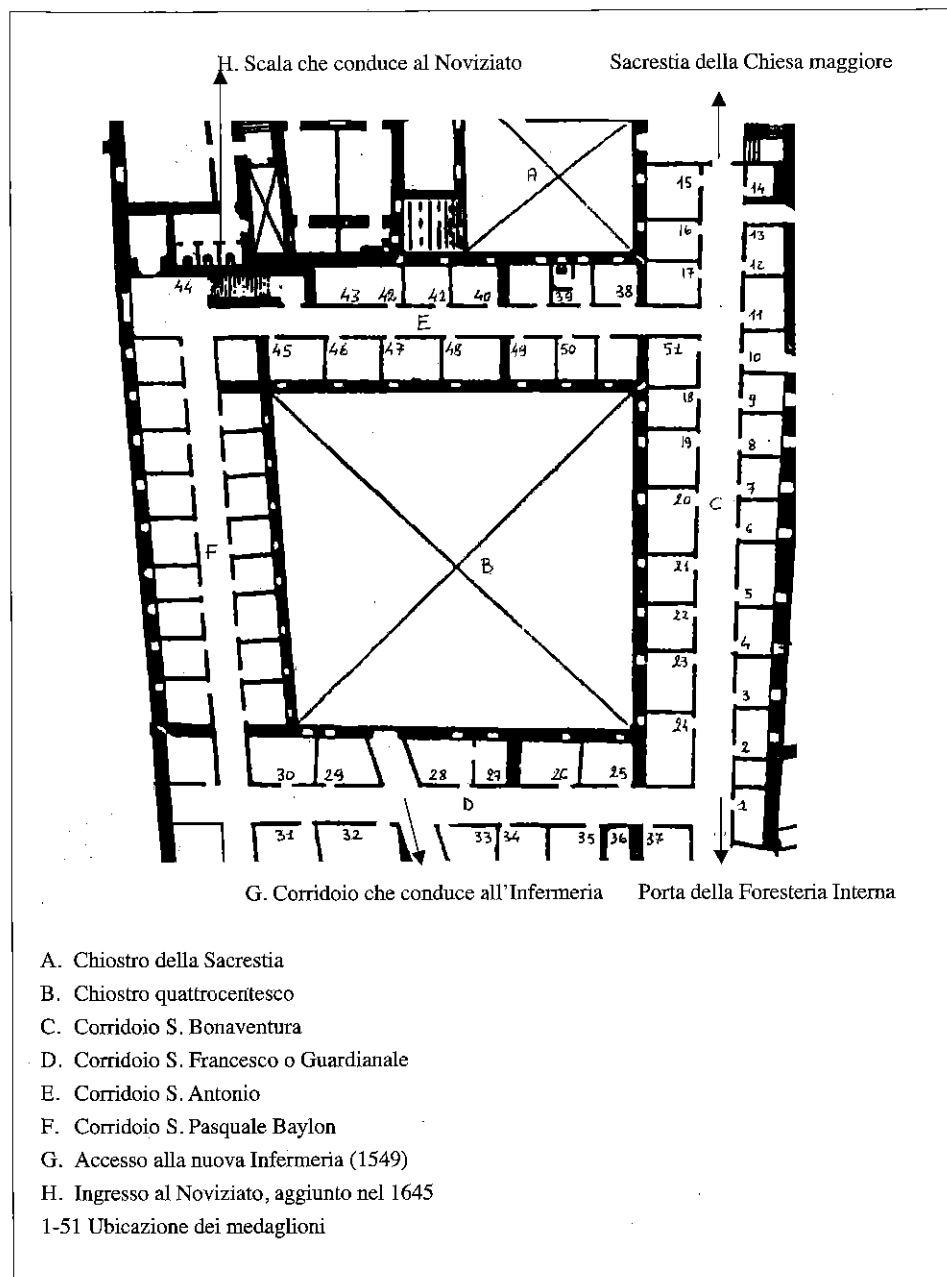 H. Scala che conduce al Noviziato Sacrestia della Chiesa maggiore
A
15 14
16 13
17 12
44 43 42 41 40 39 38
11
E
45 46 47 48 49 50 51 10
18 9
19 8
7
20 C
6
F
B 21
5
22
4
23
3
24
2
30 29 28 27 26 25
D 1
31 32 33 34 35 36 37
G. Corridoio che conduce all'Infermeria Porta della Foresteria Interna
A. Chiostro della Sacrestia
B. Chiostro quattrocentesco
C. Corridoio S. Bonaventura
D. Corridoio S. Francesco o Guardianale
E. Corridoio S. Antonio
F. Corridoio S. Pasquale Baylon
G. Accesso alla nuova Infermeria (1549)
H. Ingresso al Noviziato, aggiunto nel 1645
1-51 Ubicazione dei medaglioni